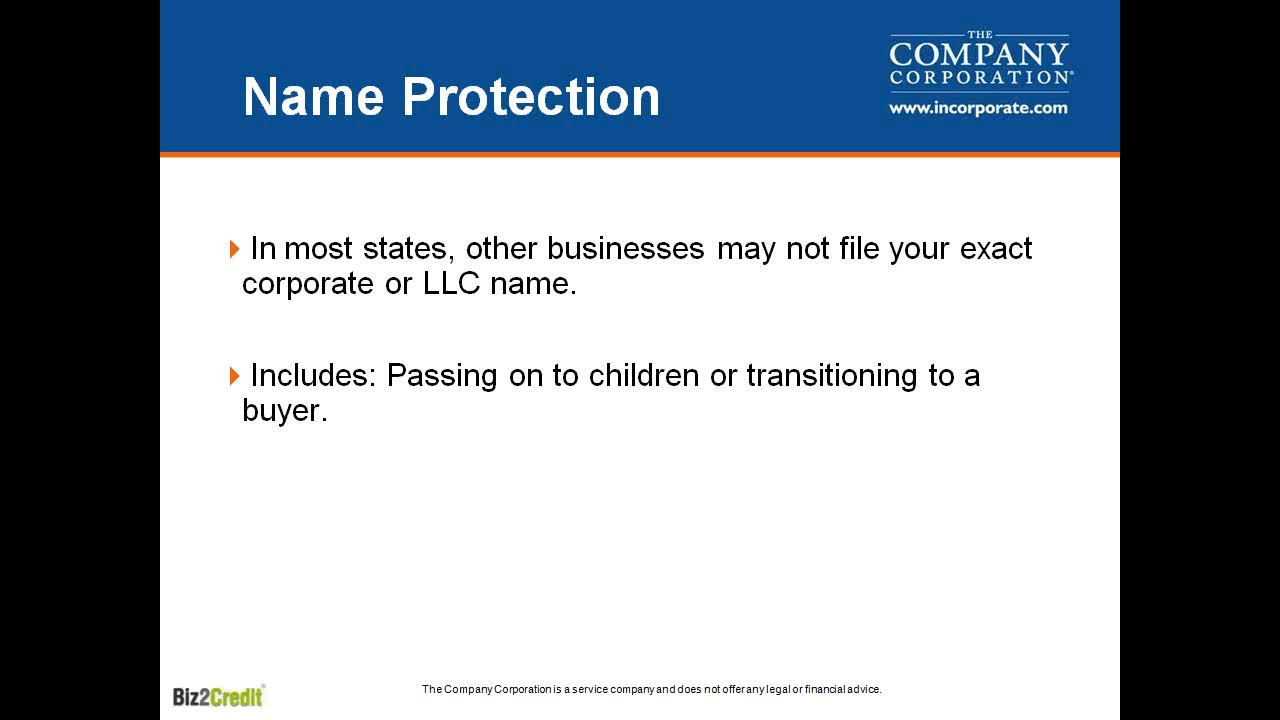 THE
COMPANY
CORPORATION®
www.incorporate.com
Name Protection
In most states, other businesses may not file your exact
corporate or LLC name.
Includes: Passing on to children or transitioning to a
buyer.
Biz2Credit®
The Company Corporation is a service company and does not offer any legal or financial advice.